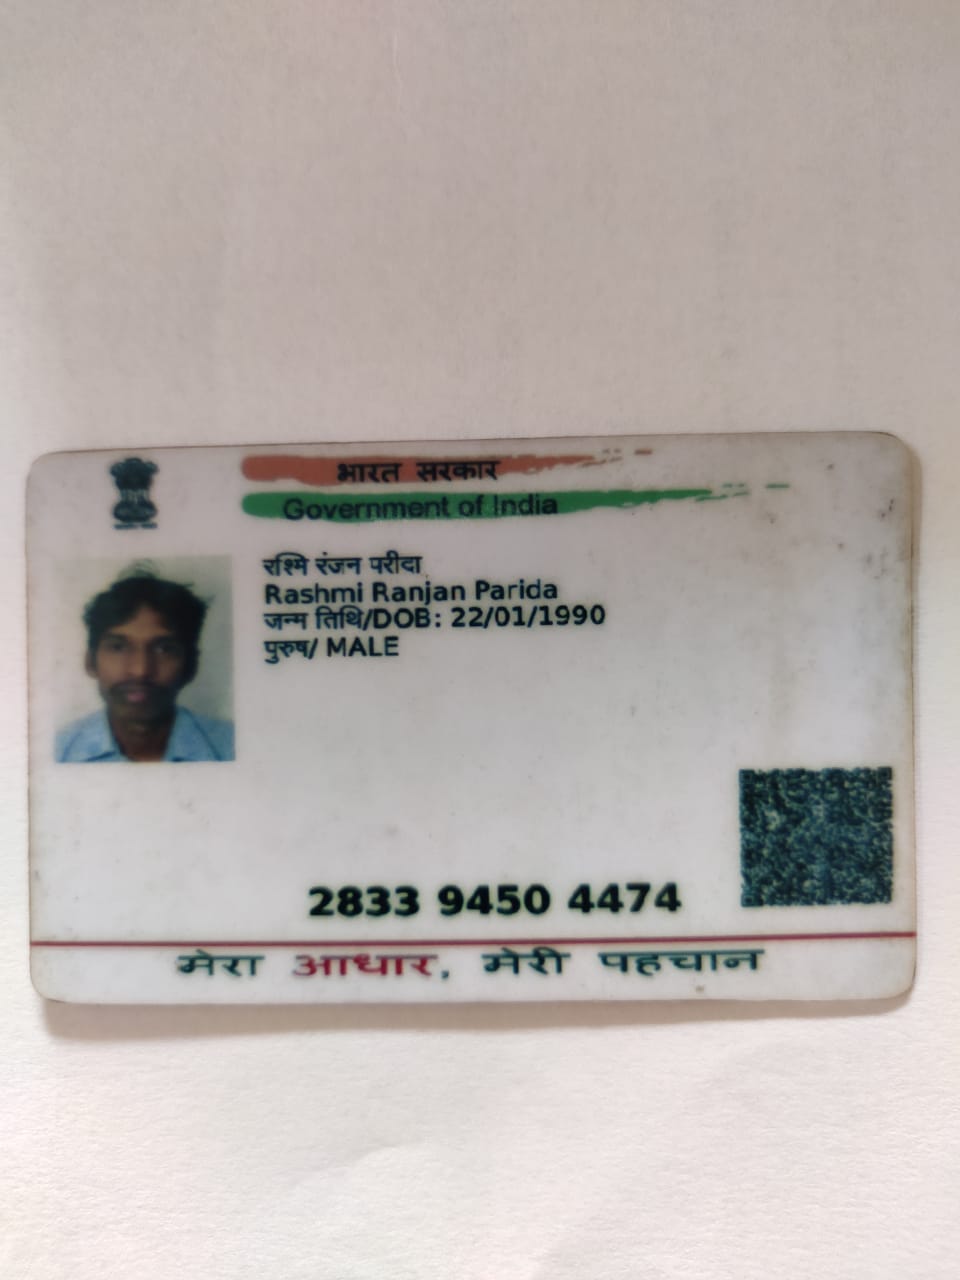 भारत सरकार
Government of India
रश्मि रंजन परीदा
Rashmi Ranjan Parida
जन्म तिथि/DOB: 22/01/1990
पुरुष/ MALE
2833 9450 4474
मेरा आधार, मेरी पहचान